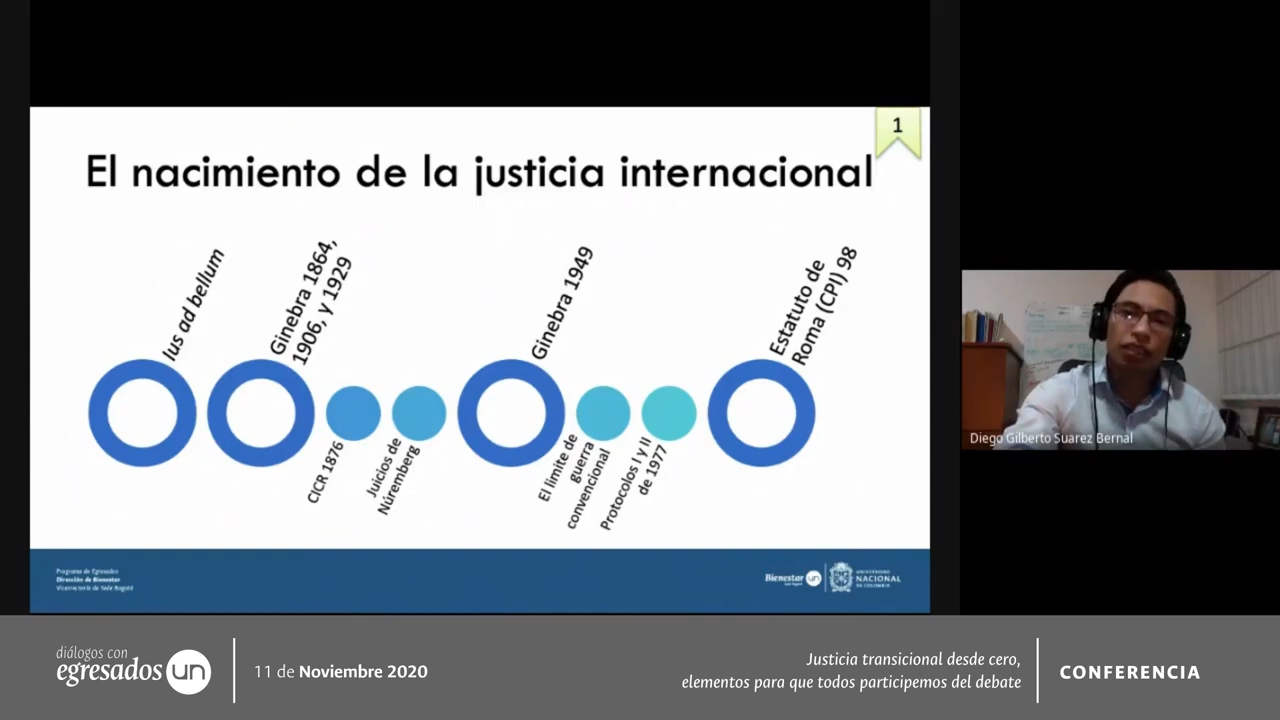 1
El nacimiento de la justicia internacional
Ius ad bellum
Ginebra 1864,
1906, y 1929
CICR 1876
Juicios de
Núremberg
Ginebra 1949
El limite de
guerra
convencional
Protocolos I y II
de 1977
Estatuto de
Roma (CPI) 98
Diego Gilberto Suarez Bernal
Programa de Egresados
Dirección de Bienestar
Vicerrectoría de Sede Bogotá
Bienestar un
UNIVERSIDAD
NACIONAL
DE COLOMBIA
diálogos con
egresados un
11 de Noviembre 2020
Justicia transicional desde cero,
elementos para que todos participemos del debate
CONFERENCIA